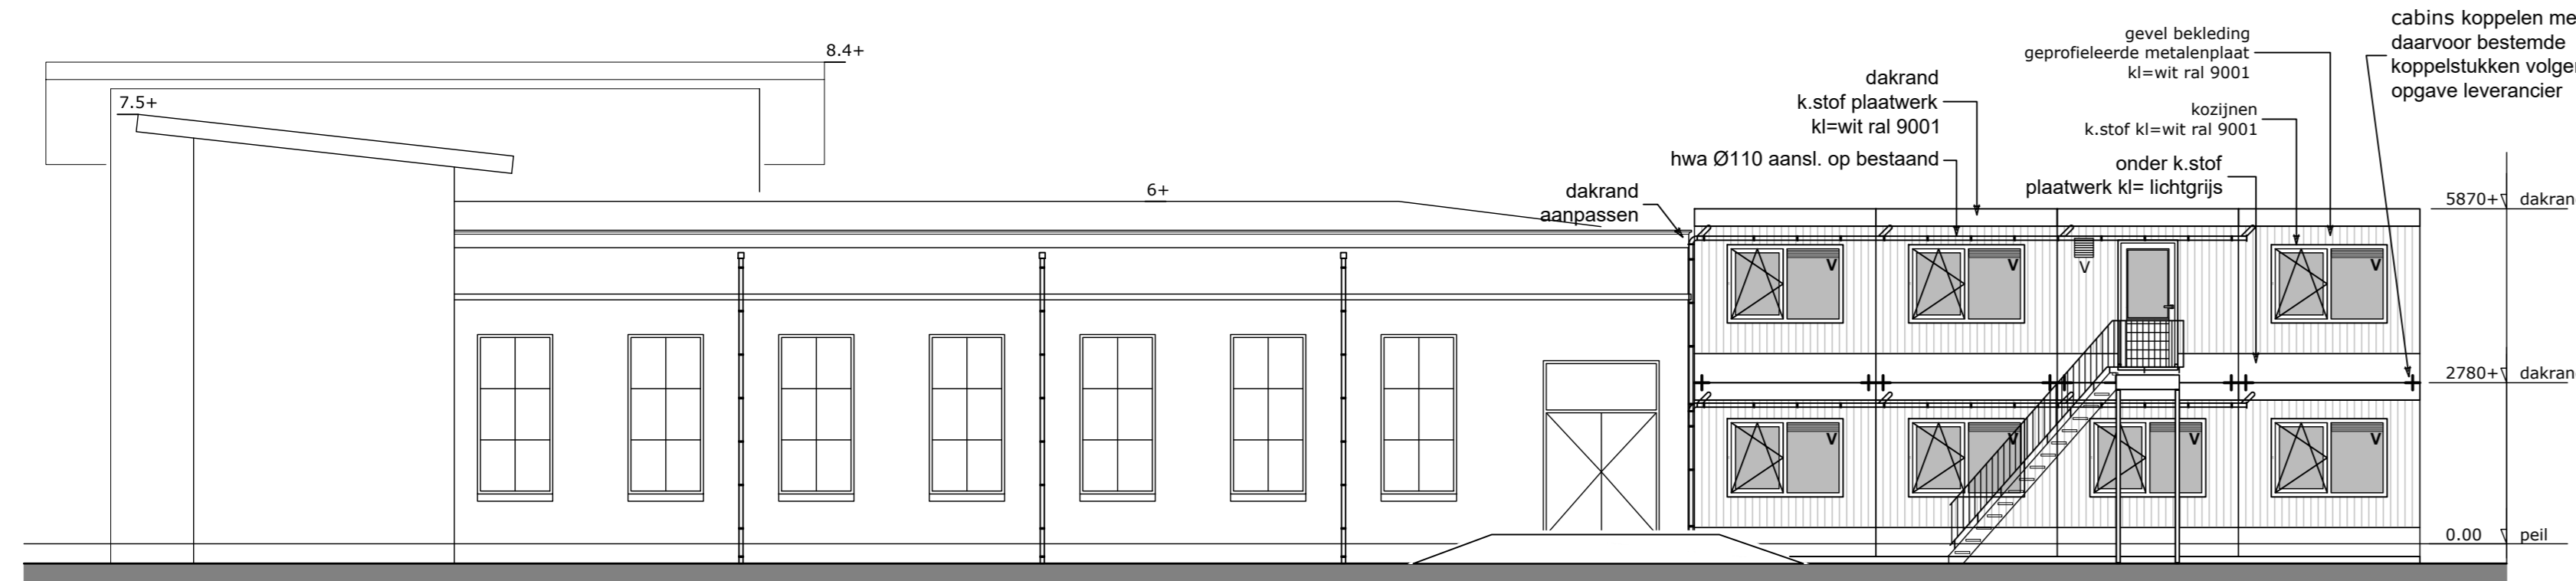 8.4+
7.5+
6+
dakrand
aanpassen
dakrand
k.stof plaatwerk
kl=wit ral 9001
hwa Ø110 aansl. op bestaand
gevel bekleding
geprofieleerde metalenplaat
kl=wit ral 9001
kozijnen
k.stof kl=wit ral 9001
onder k.stof
plaatwerk kl= lichtgrijs
cabins koppelen me
daarvoor bestemde
koppelstukken volge
opgave leverancier
5870+ dakran
2780+ dakran
0.00 peil
V
V
V
V
V
V
V
V